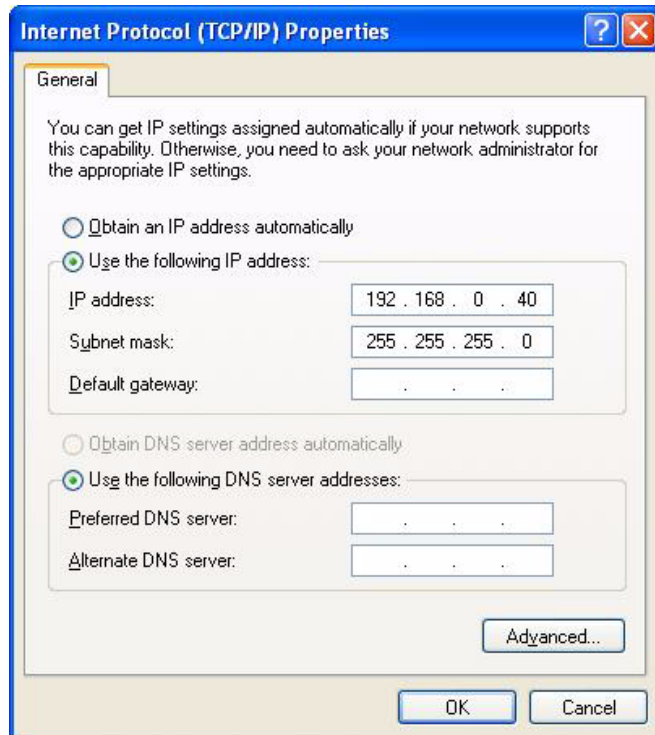 Internet Protocol (TCP/IP) Properties
General
You can get IP settings assigned automatically if your network supports
this capability. Otherwise, you need to ask your network administrator for
the appropriate IP settings.
Obtain an IP address automatically
Use the following IP address:
IP address: 192 . 168 . 0 . 40
Subnet mask: 255 . 255 . 255 . 0
Default gateway: . . .
Obtain DNS server address automatically
Use the following DNS server addresses:
Preferred DNS server: . . .
Alternate DNS server: . . .
Advanced...
OK Cancel